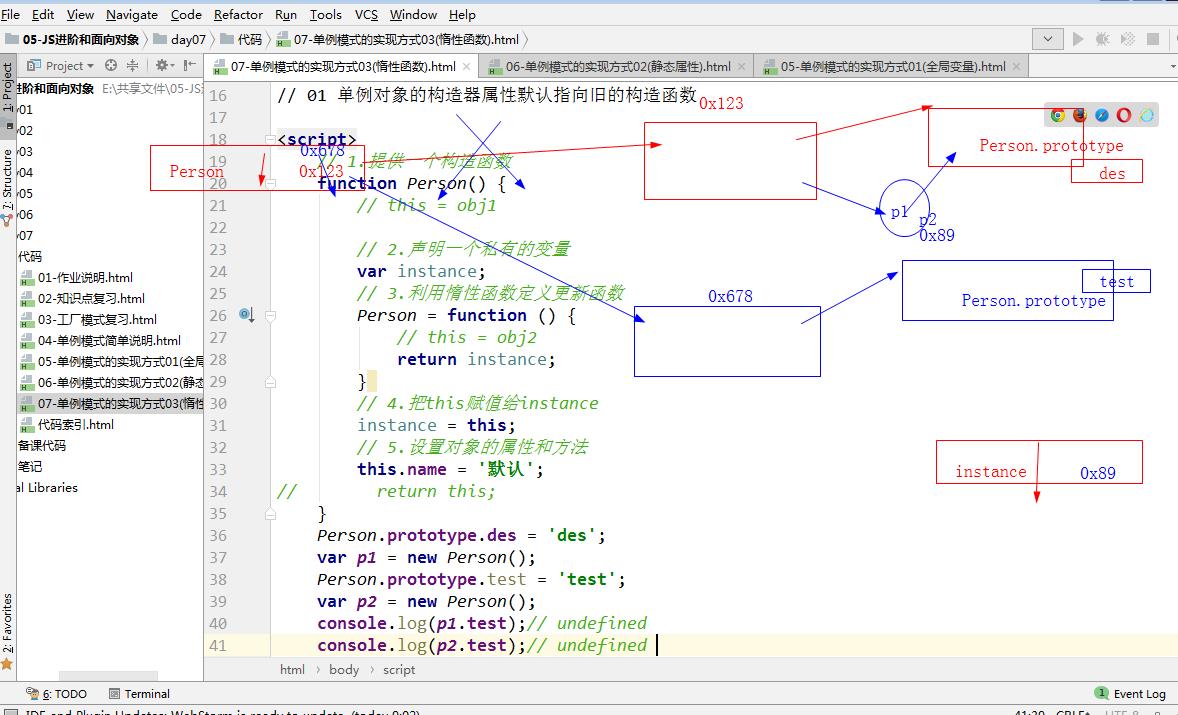 File Edit View Navigate Code Refactor Run Tools VCS Window Help
05-JS进阶和面向对象 day07 代码 07-单例模式的实现方式03(惰性函数).html
Project 07-单例模式的实现方式03(惰性函数).html 06-单例模式的实现方式02(静态属性).html 05-单例模式的实现方式01(全局变量).html
1: Project
7: Structure
2: Favorites
进阶和面向对象 E:\共享文件\05-JS
01
02
03
04
05
06
07
代码
01-作业说明.html
02-知识点复习.html
03-工厂模式复习.html
04-单例模式简单说明.html
05-单例模式的实现方式01(全局
06-单例模式的实现方式02(静态
07-单例模式的实现方式03(惰性
代码索引.html
备课代码
笔记
al Libraries
16 // 01 单例对象的构造器属性默认指向旧的构造函数
17
18 <script>
19 // 1.提供一个构造函数
20 function Person() {
21 // this = obj1
22
23 // 2.声明一个私有的变量
24 var instance;
25 // 3.利用惰性函数定义更新函数
26 Person = function () {
27 // this = obj2
28 return instance;
29 }
30 // 4.把this赋值给instance
31 instance = this;
32 // 5.设置对象的属性和方法
33 this.name = '默认';
34 // return this;
35 }
36 Person.prototype.des = 'des';
37 var p1 = new Person();
38 Person.prototype.test = 'test';
39 var p2 = new Person();
40 console.log(p1.test);// undefined
41 console.log(p2.test);// undefined
0x123
0x678
Person 0x123
Person.prototype
des
p1
p2
0x89
0x678
test
Person.prototype
instance 0x89
html body script
6: TODO Terminal 1 Event Log
IDE and Plugin Updates: WebStorm is ready to update. (today 9:02) 41:39 CRLF UTF-8